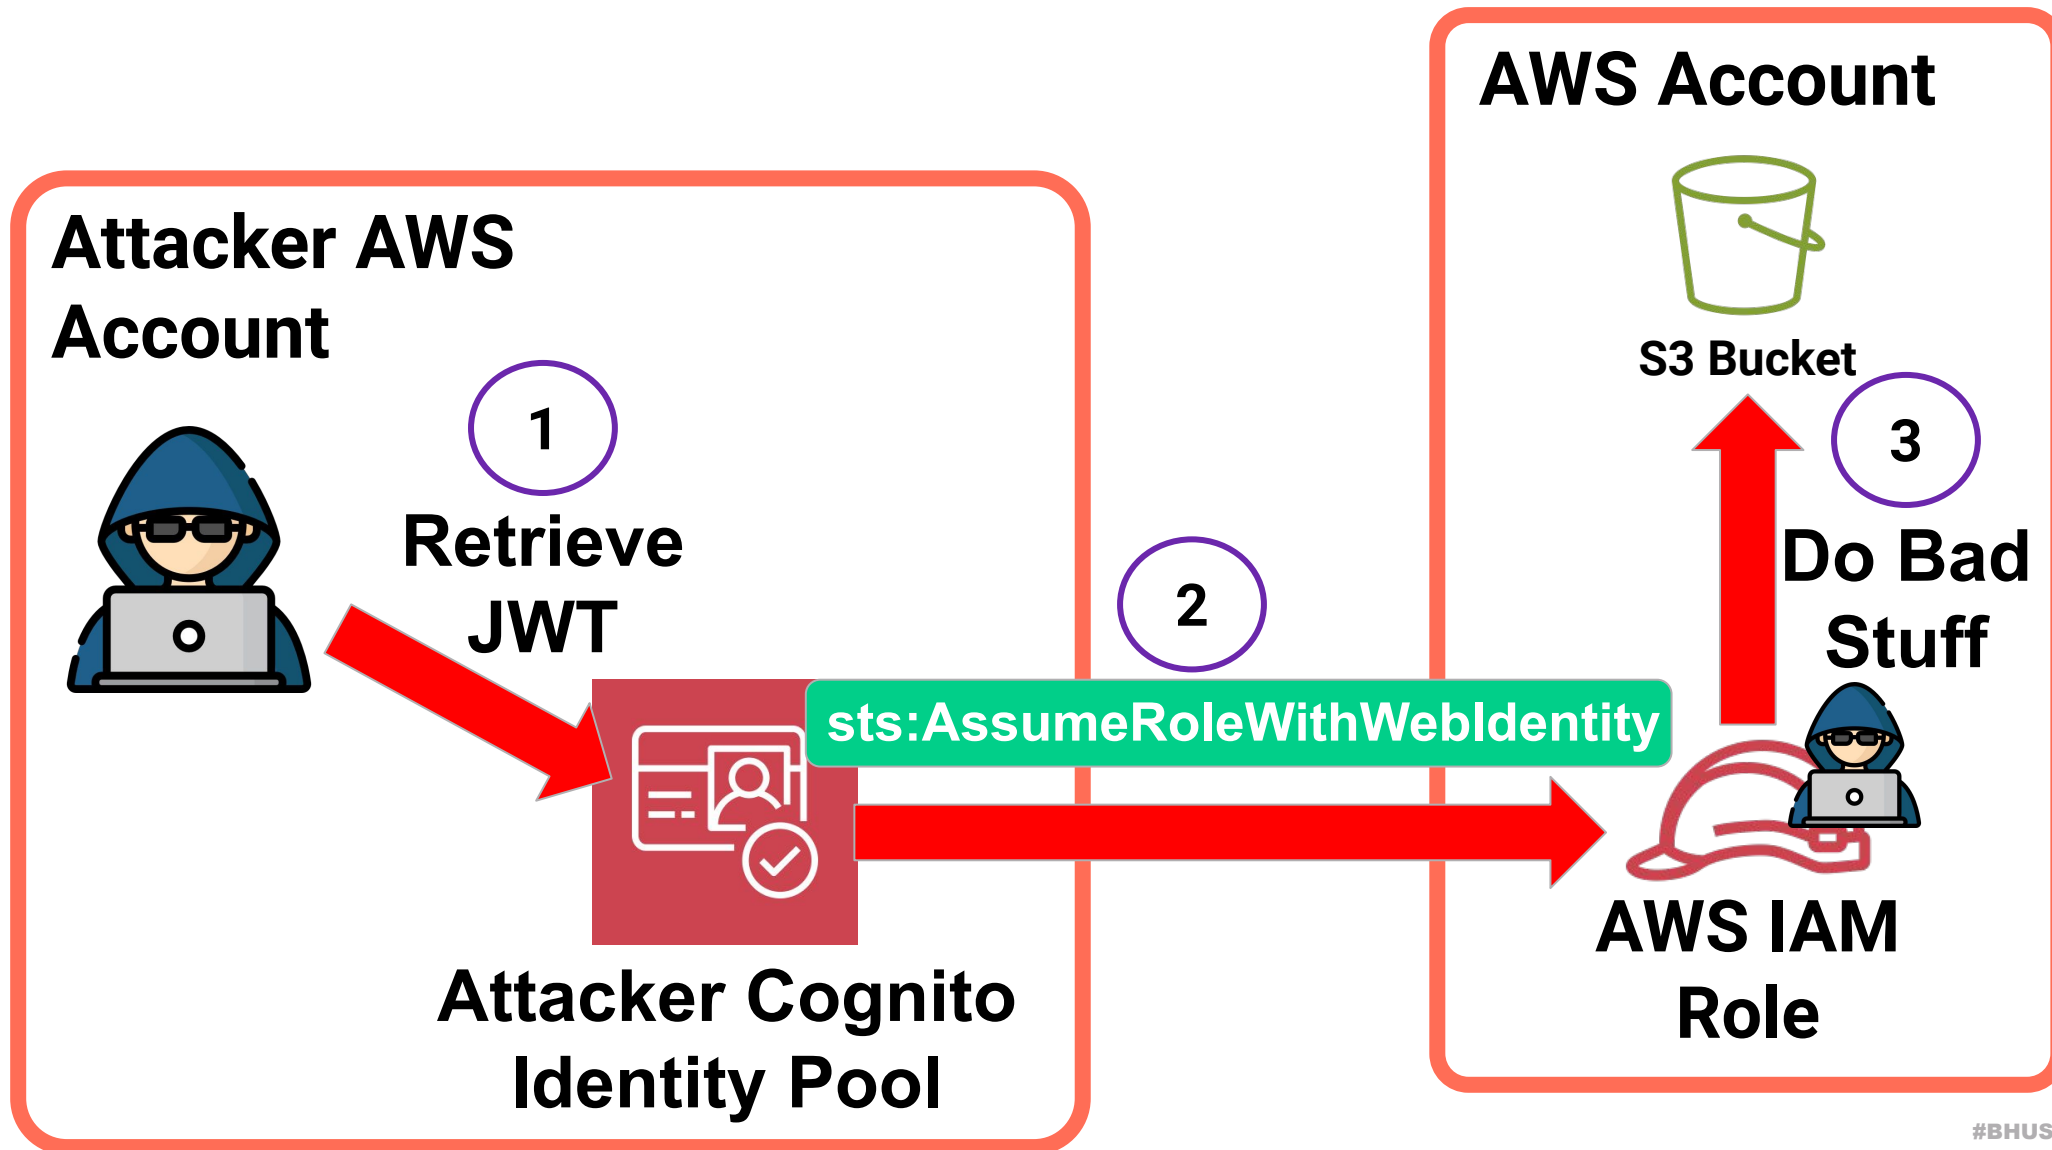 Attacker AWS
Account
1
Retrieve
JWT
Attacker Cognito
Identity Pool
2
sts:AssumeRoleWithWebIdentity
AWS Account
S3 Bucket
3
Do Bad
Stuff
AWS IAM
Role
#BHUS